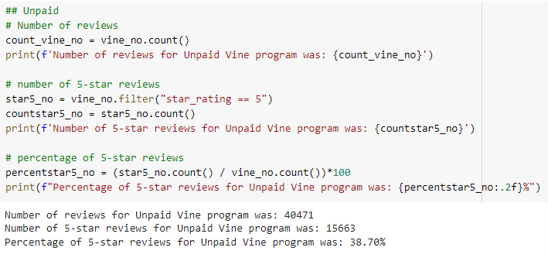 ## Unpaid
# Number of reviews
count_vine_no = vine_no.count()
print(f'Number of reviews for Unpaid Vine program was: {count_vine_no}')
# number of 5-star reviews
star5_no = vine_no.filter("star_rating == 5")
countstar5_no = star5_no.count()
print(f'Number of 5-star reviews for Unpaid Vine program was: {countstar5_no}')
# percentage of 5-star reviews
percentstar5_no = (star5_no.count() / vine_no.count())*100
print(f"Percentage of 5-star reviews for Unpaid Vine program was: {percentstar5_no:.2f}%")
Number of reviews for Unpaid Vine program was: 40471
Number of 5-star reviews for Unpaid Vine program was: 15663
Percentage of 5-star reviews for Unpaid Vine program was: 38.70%